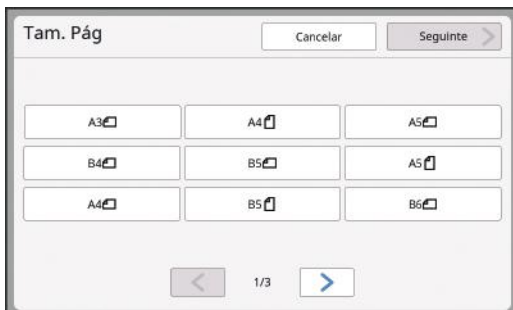 Tam. Pág
Cancelar
Seguinte
A3
A4
A5
B4
B5
A5
A4
B5
B6
1/3